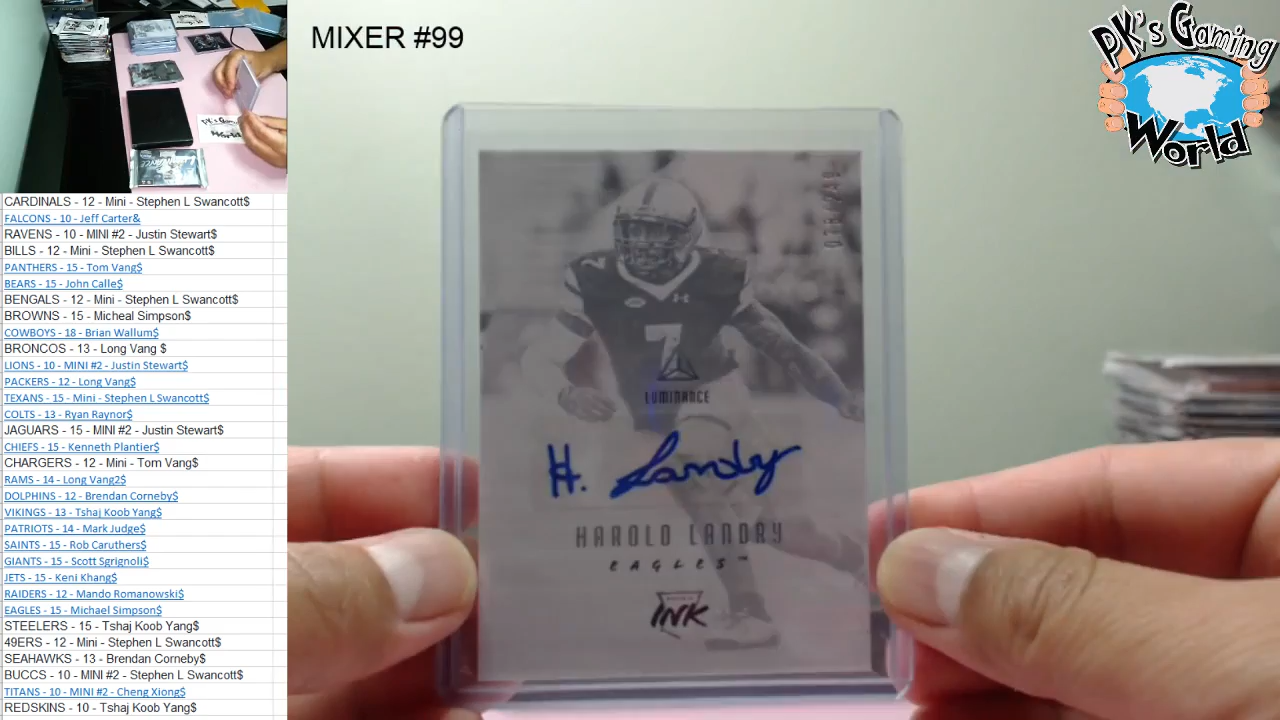 MIXER #99
PK's Gaming
World
CARDINALS - 12 - Mini - Stephen L Swancott$
FALCONS - 10 - Jeff Carter&
RAVENS - 10 - MINI #2 - Justin Stewart$
BILLS - 12 - Mini - Stephen L Swancott$
PANTHERS - 15 - Tom Vang$
BEARS - 15 - John Calle$
BENGALS - 12 - Mini - Stephen L Swancott$
BROWNS - 15 - Micheal Simpson$
COWBOYS - 18 - Brian Wallum$
BRONCOS - 13 - Long Vang $
LIONS - 10 - MINI #2 - Justin Stewart$
PACKERS - 12 - Long Vang$
TEXANS - 15 - Mini - Stephen L Swancott$
COLTS - 13 - Ryan Raynor$
JAGUARS - 15 - MINI #2 - Justin Stewart$
CHIEFS - 15 - Kenneth Plantier$
CHARGERS - 12 - Mini - Tom Vang$
RAMS - 14 - Long Vang2$
DOLPHINS - 12 - Brendan Corneby$
VIKINGS - 13 - Tshaj Koob Yang$
PATRIOTS - 14 - Mark Judge$
SAINTS - 15 - Rob Caruthers$
GIANTS - 15 - Scott Sgrignoli$
JETS - 15 - Keni Khang$
RAIDERS - 12 - Mando Romanowski$
EAGLES - 15 - Michael Simpson$
STEELERS - 15 - Tshaj Koob Yang$
49ERS - 12 - Mini - Stephen L Swancott$
SEAHAWKS - 13 - Brendan Corneby$
BUCCS - 10 - MINI #2 - Stephen L Swancott$
TITANS - 10 - MINI #2 - Cheng Xiong$
REDSKINS - 10 - Tshaj Koob Yang$
7
LUMINANCE
H. Landry
HAROLD LANDRY
EAGLES™
INK